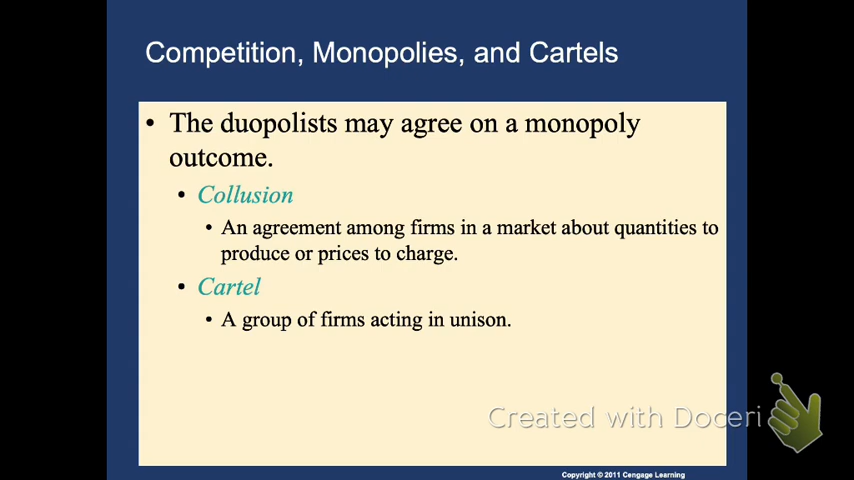 Competition, Monopolies, and Cartels
• The duopolists may agree on a monopoly
outcome.
• Collusion
• An agreement among firms in a market about quantities to
produce or prices to charge.
• Cartel
• A group of firms acting in unison.
Created with Doceri
Copyright © 2011 Cengage Learning